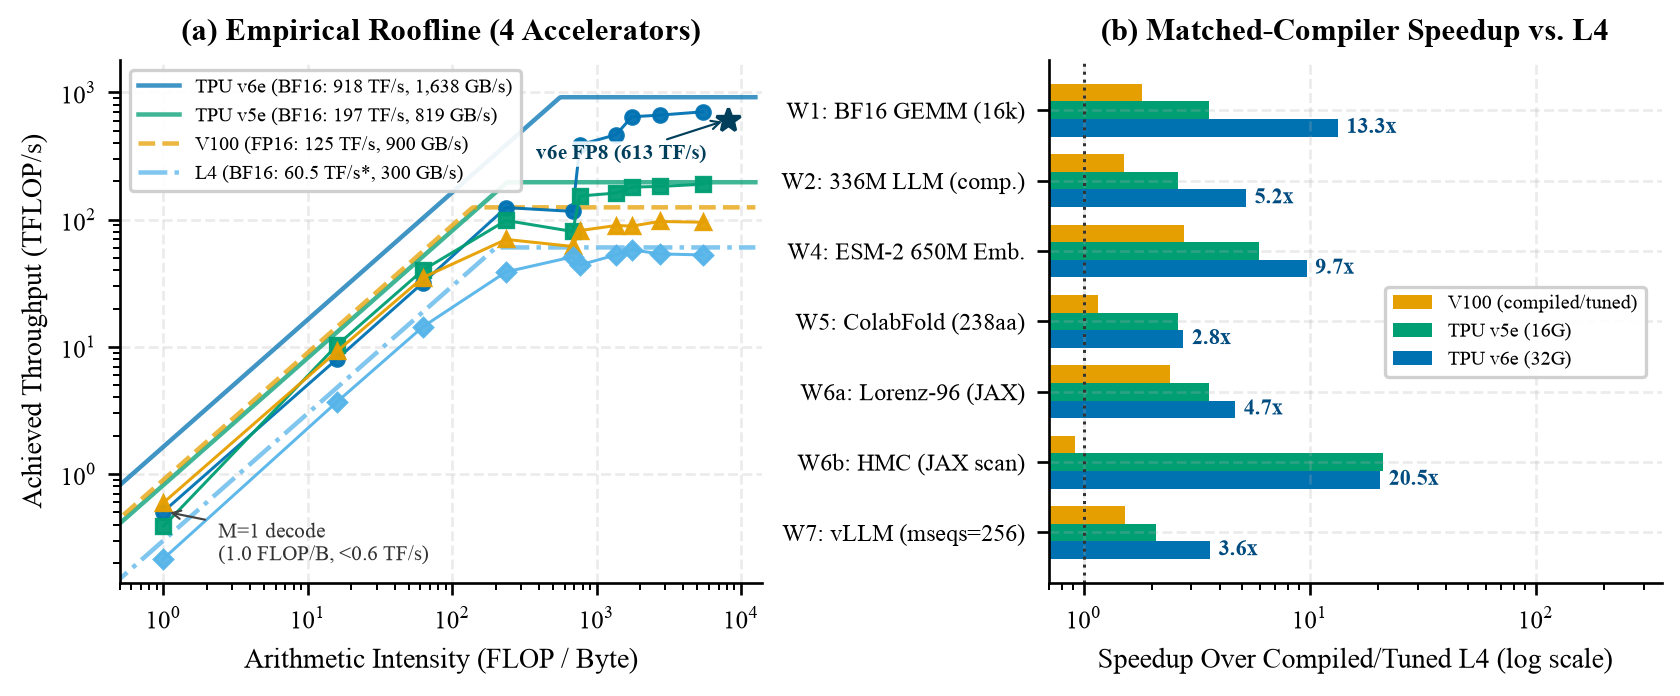 (a) Empirical Roofline (4 Accelerators)
TPU v6e (BF16: 918 TF/s, 1,638 GB/s)
TPU v5e (BF16: 197 TF/s, 819 GB/s)
V100 (FP16: 125 TF/s, 900 GB/s)
L4 (BF16: 60.5 TF/s*, 300 GB/s)
v6e FP8 (613 TF/s)
M=1 decode
(1.0 FLOP/B, <0.6 TF/s)
Achieved Throughput (TFLOP/s)
10³
10²
10¹
10⁰
10⁰ 10¹ 10² 10³ 10⁴
Arithmetic Intensity (FLOP / Byte)
(b) Matched-Compiler Speedup vs. L4
W1: BF16 GEMM (16k)
13.3x
W2: 336M LLM (comp.)
5.2x
W4: ESM-2 650M Emb.
9.7x
W5: ColabFold (238aa)
2.8x
W6a: Lorenz-96 (JAX)
4.7x
W6b: HMC (JAX scan)
20.5x
W7: vLLM (mseqs=256)
3.6x
V100 (compiled/tuned)
TPU v5e (16G)
TPU v6e (32G)
10⁰ 10¹ 10²
Speedup Over Compiled/Tuned L4 (log scale)